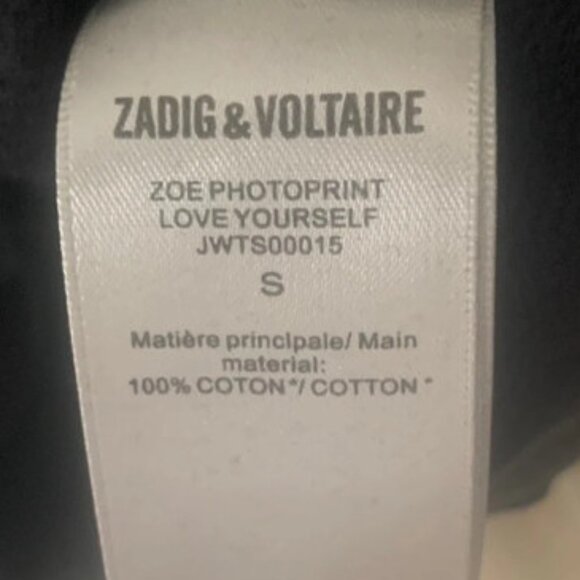 ZADIG & VOLTAIRE
ZOE PHOTOPRINT
LOVE YOURSELF
JWTS00015
S
Matière principale/ Main
material:
100% COTON*/ COTTON *